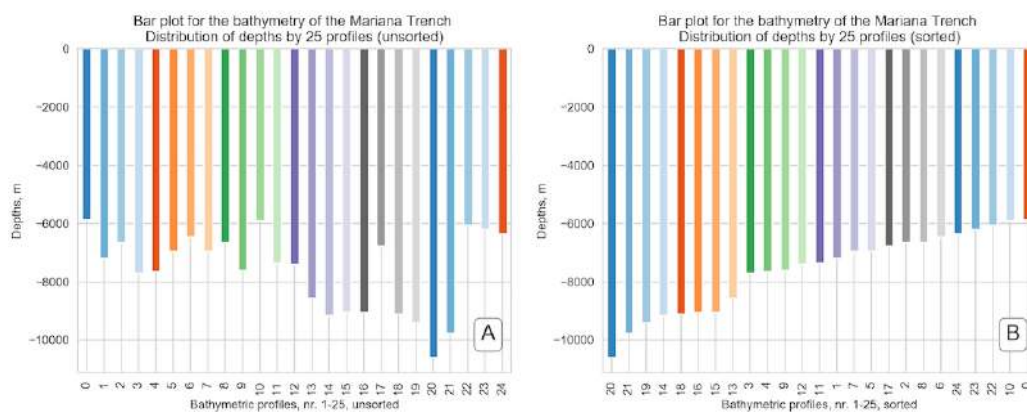 Bar plot for the bathymetry of the Mariana Trench
Distribution of depths by 25 profiles (unsorted)
0
−2000
−4000
−6000
−8000
−10000
Depths, m
A
0 1 2 3 4 5 6 7 8 9 10 11 12 13 14 15 16 17 18 19 20 21 22 23 24
Bathymetric profiles, nr. 1-25, unsorted
Bar plot for the bathymetry of the Mariana Trench
Distribution of depths by 25 profiles (sorted)
0
−2000
−4000
−6000
−8000
−10000
Depths, m
B
20 21 19 14 18 16 15 13 3 4 9 12 11 1 7 5 17 2 8 6 24 23 22 10 0
Bathymetric profiles, nr. 1-25, sorted